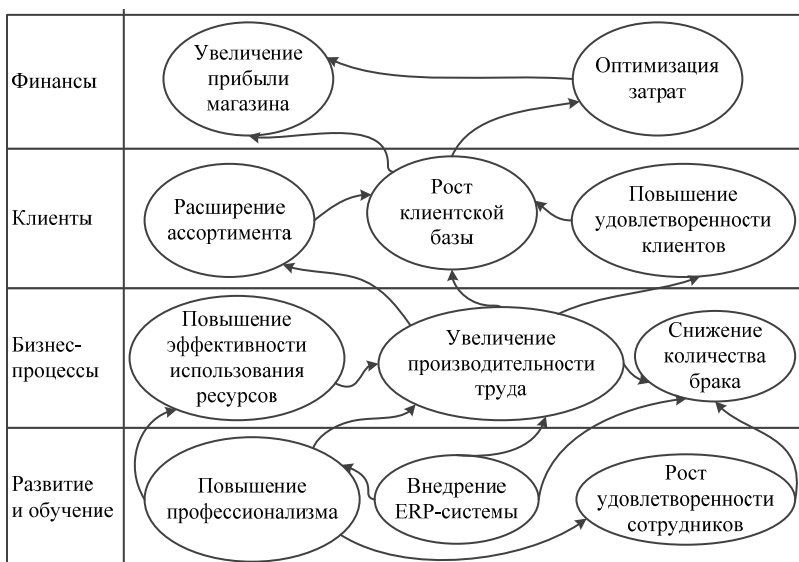 Финансы
Увеличение
прибыли
магазина
Оптимизация
затрат
Клиенты
Расширение
ассортимента
Рост
клиентской
базы
Повышение
удовлетворенности
клиентов
Бизнес-
процессы
Повышение
эффективности
использования
ресурсов
Увеличение
производительности
труда
Снижение
количества
брака
Развитие
и обучение
Повышение
профессионализма
Внедрение
ERP-системы
Рост
удовлетворенности
сотрудников